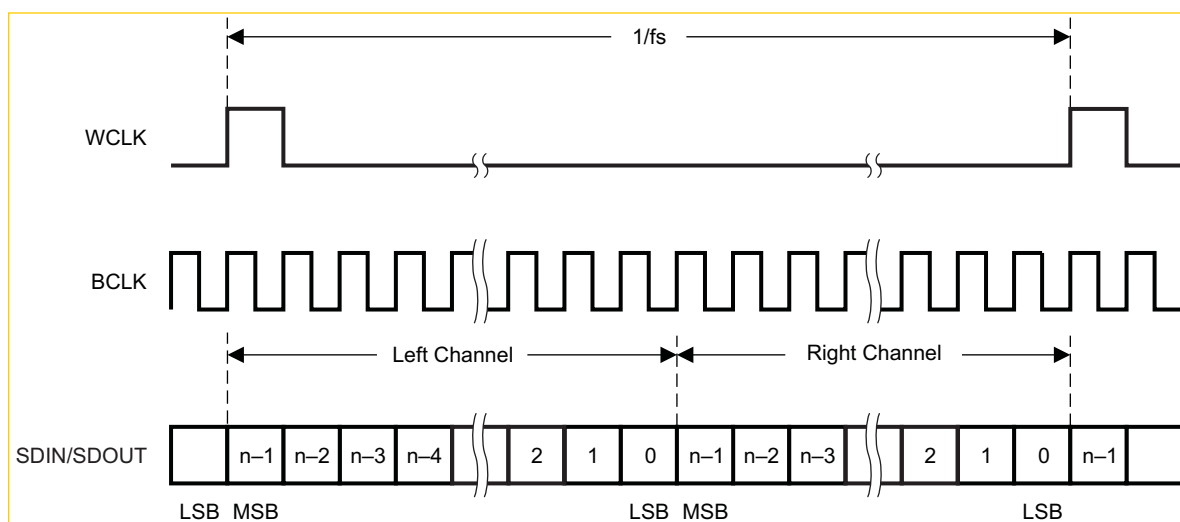 1/fs
WCLK
BCLK
Left Channel
Right Channel
SDIN/SDOUT n–1 n–2 n–3 n–4 2 1 0 n–1 n–2 n–3 2 1 0 n–1
LSB MSB LSB MSB LSB